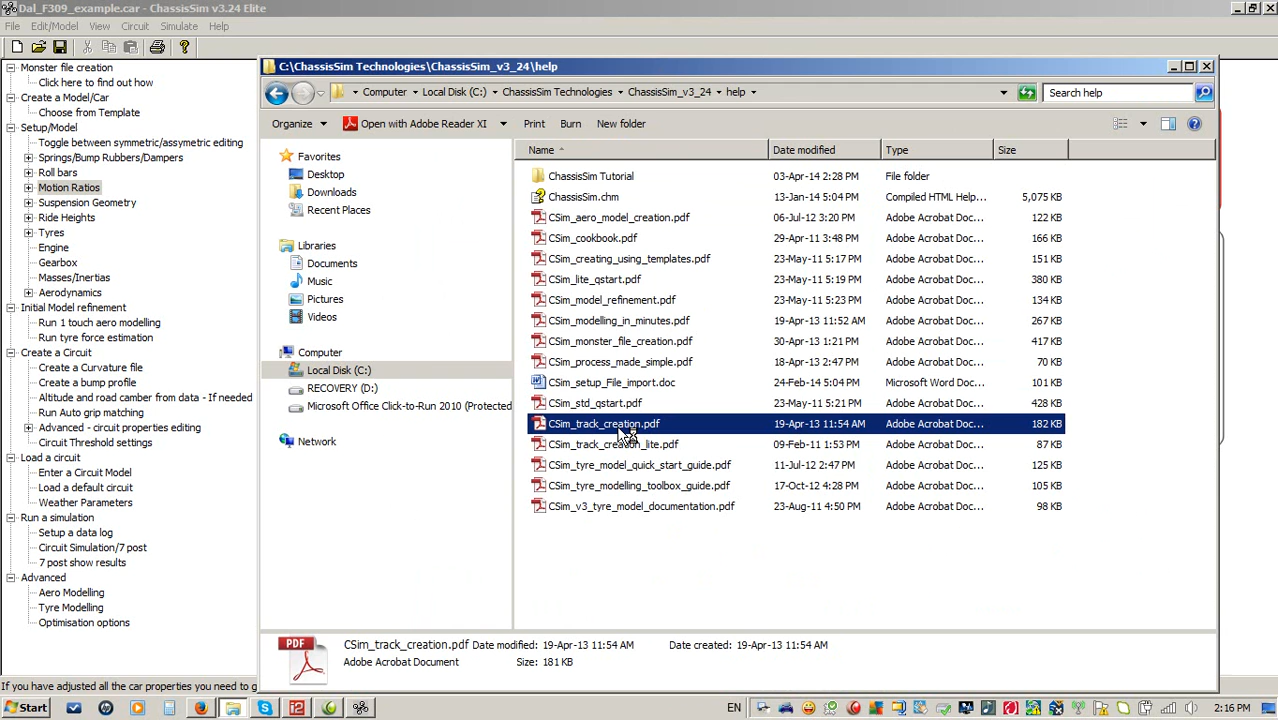 Dal_F309_example.car - ChassisSim v3.24 Elite
File Edit/Model View Circuit Simulate Help
Monster file creation
Click here to find out how
Create a Model/Car
Choose from Template
Setup/Model
Toggle between symmetric/assymetric editing
Springs/Bump Rubbers/Dampers
Roll bars
Motion Ratios
Suspension Geometry
Ride Heights
Tyres
Engine
Gearbox
Masses/Inertias
Aerodynamics
Initial Model refinement
Run 1 touch aero modelling
Run tyre force estimation
Create a Circuit
Create a Curvature file
Create a bump profile
Altitude and road camber from data - If needed
Run Auto grip matching
Advanced - circuit properties editing
Circuit Threshold settings
Load a circuit
Enter a Circuit Model
Load a default circuit
Weather Parameters
Run a simulation
Setup a data log
Circuit Simulation/7 post
7 post show results
Advanced
Aero Modelling
Tyre Modelling
Optimisation options
If you have adjusted all the car properties you need to g
C:\ChassisSim Technologies\ChassisSim_v3_24\help
Computer Local Disk (C:) ChassisSim Technologies ChassisSim_v3_24 help
Search help
Organize Open with Adobe Reader XI Print Burn New folder
Favorites
Desktop
Downloads
Recent Places
Libraries
Documents
Music
Pictures
Videos
Computer
Local Disk (C:)
RECOVERY (D:)
Microsoft Office Click-to-Run 2010 (Protected
Network
Name Date modified Type Size
ChassisSim Tutorial 03-Apr-14 2:28 PM File folder
ChassisSim.chm 13-Jan-14 5:04 PM Compiled HTML Help... 5,075 KB
CSim_aero_model_creation.pdf 06-Jul-12 3:20 PM Adobe Acrobat Doc... 122 KB
CSim_cookbook.pdf 29-Apr-11 3:48 PM Adobe Acrobat Doc... 166 KB
CSim_creating_using_templates.pdf 23-May-11 5:17 PM Adobe Acrobat Doc... 151 KB
CSim_lite_qstart.pdf 23-May-11 5:19 PM Adobe Acrobat Doc... 380 KB
CSim_model_refinement.pdf 23-May-11 5:23 PM Adobe Acrobat Doc... 134 KB
CSim_modelling_in_minutes.pdf 19-Apr-13 11:52 AM Adobe Acrobat Doc... 267 KB
CSim_monster_file_creation.pdf 30-Apr-13 1:21 PM Adobe Acrobat Doc... 417 KB
CSim_process_made_simple.pdf 18-Apr-13 2:47 PM Adobe Acrobat Doc... 70 KB
CSim_setup_File_import.doc 24-Feb-14 5:04 PM Microsoft Word Doc... 101 KB
CSim_std_qstart.pdf 23-May-11 5:21 PM Adobe Acrobat Doc... 428 KB
CSim_track_creation.pdf 19-Apr-13 11:54 AM Adobe Acrobat Doc... 182 KB
CSim_track_creation_lite.pdf 09-Feb-11 1:53 PM Adobe Acrobat Doc... 87 KB
CSim_tyre_model_quick_start_guide.pdf 11-Jul-12 2:47 PM Adobe Acrobat Doc... 125 KB
CSim_tyre_modelling_toolbox_guide.pdf 17-Oct-12 4:28 PM Adobe Acrobat Doc... 105 KB
CSim_v3_tyre_model_documentation.pdf 23-Aug-11 4:50 PM Adobe Acrobat Doc... 98 KB
PDF
CSim_track_creation.pdf Date modified: 19-Apr-13 11:54 AM Date created: 19-Apr-13 11:54 AM
Adobe Acrobat Document Size: 181 KB
Start EN 2:16 PM